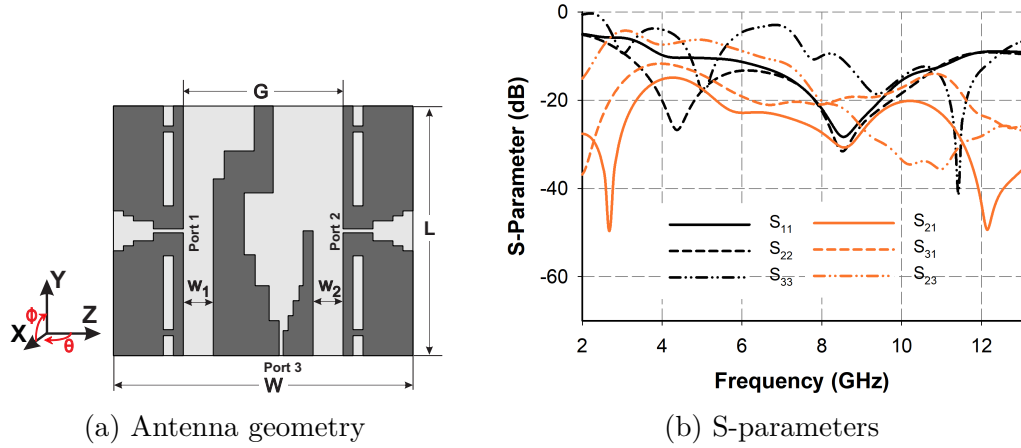 G
Port 1
Port 2
L
W1
W2
Y
Z
X
Φ
θ
Port 3
W
(a) Antenna geometry
S-Parameter (dB)
0
-20
-40
-60
S11
S22
S33
S21
S31
S23
2
4
6
8
10
12
Frequency (GHz)
(b) S-parameters